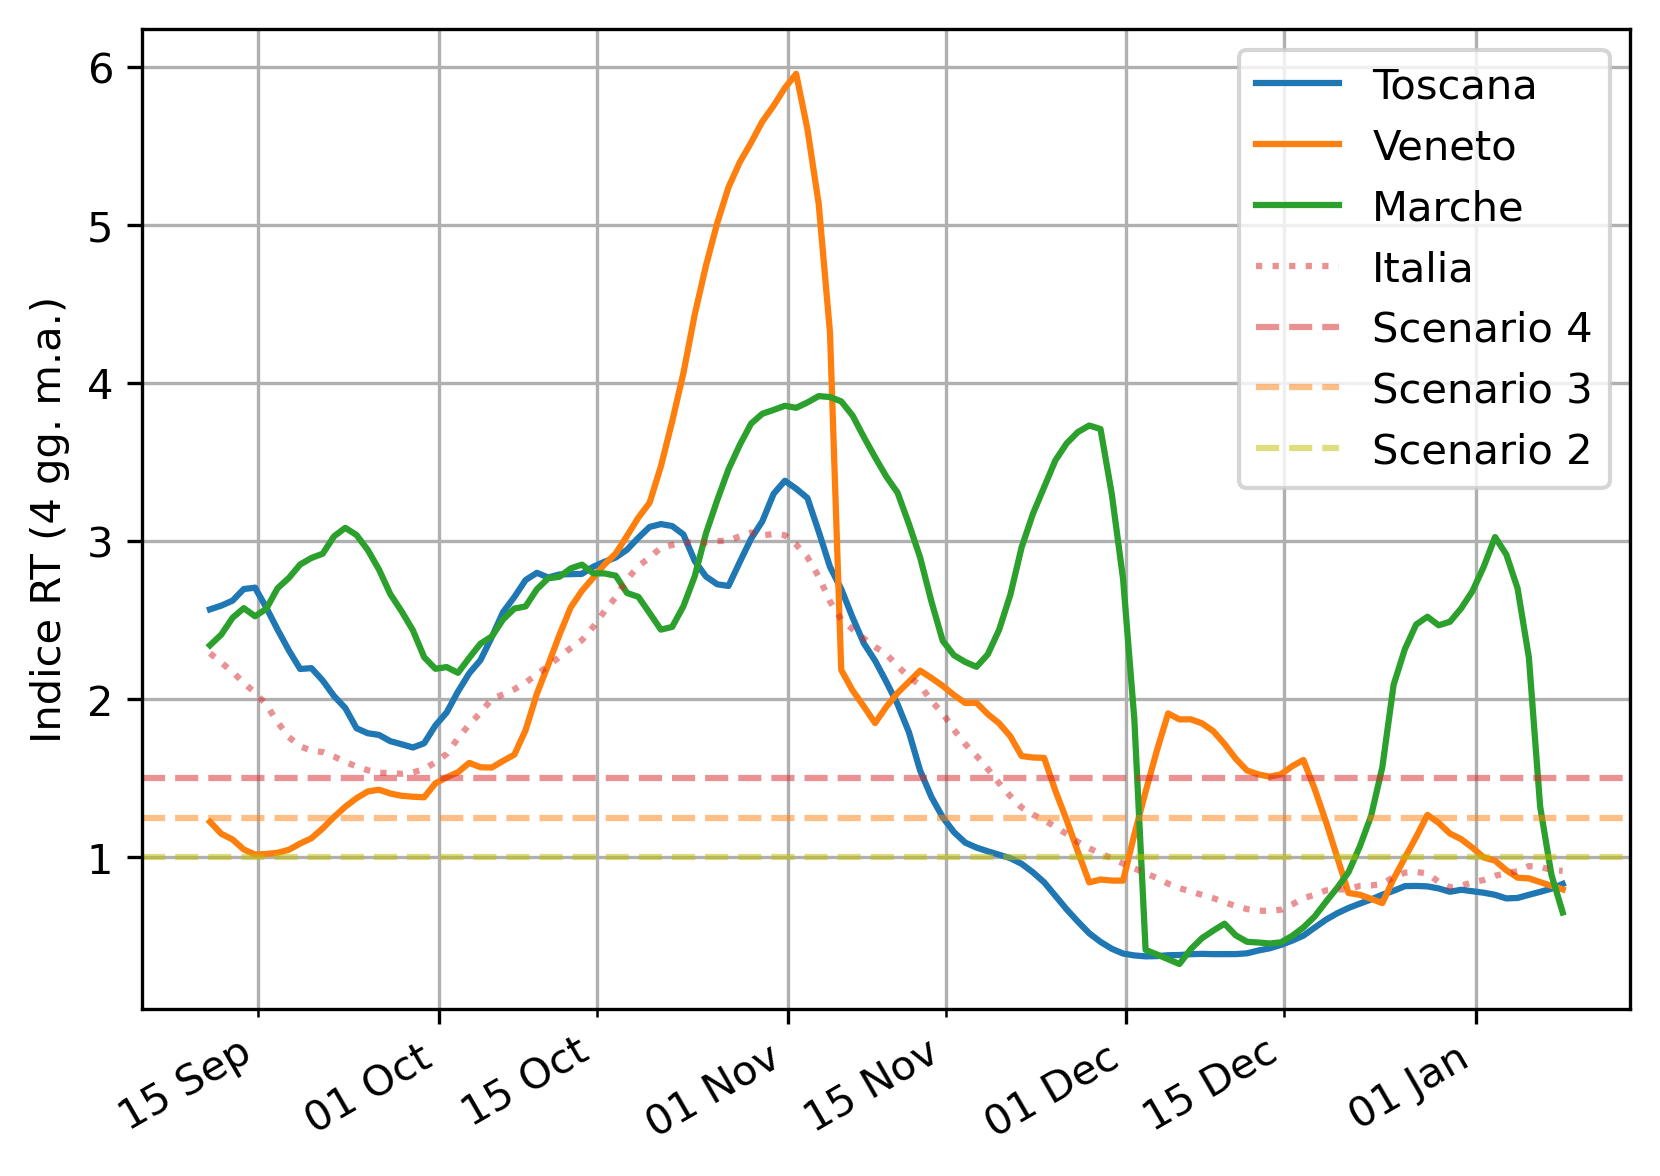 Indice RT (4 gg. m.a.)
6
5
4
3
2
1
Toscana
Veneto
Marche
Italia
Scenario 4
Scenario 3
Scenario 2
15 Sep
01 Oct
15 Oct
01 Nov
15 Nov
01 Dec
15 Dec
01 Jan